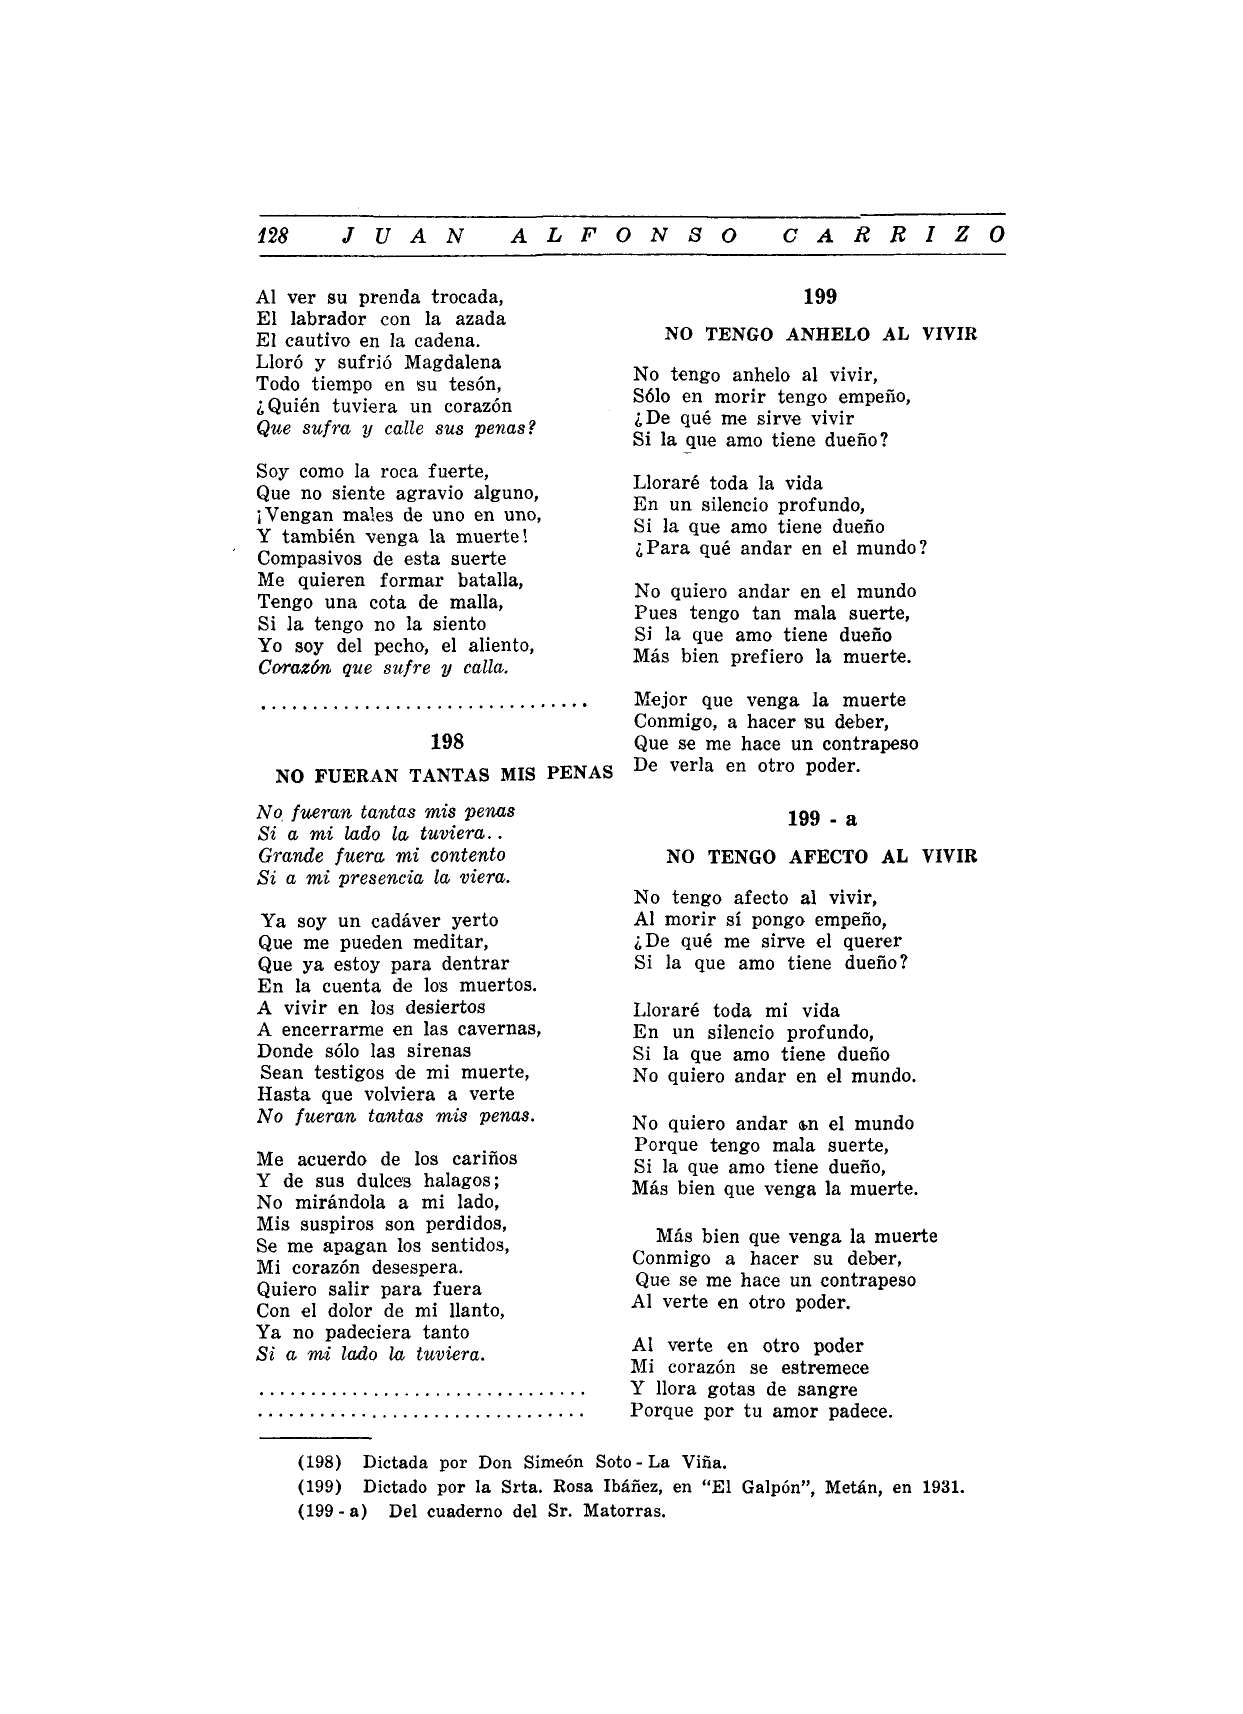 128 JUAN ALFONSO CARRIZO
Al ver su prenda trocada,
El labrador con la azada
El cautivo en la cadena.
Lloró y sufrió Magdalena
Todo tiempo en su tesón,
¿Quién tuviera un corazón
Que sufra y calle sus penas?
Soy como la roca fuerte,
Que no siente agravio alguno,
¡Vengan males de uno en uno,
Y también venga la muerte!
Compasivos de esta suerte
Me quieren formar batalla,
Tengo una cota de malla,
Si la tengo no la siento
Yo soy del pecho, el aliento,
Corazón que sufre y calla.
................................
198
NO FUERAN TANTAS MIS PENAS
No fueran tantas mis penas
Si a mi lado la tuviera..
Grande fuera mi contento
Si a mi presencia la viera.
Ya soy un cadáver yerto
Que me pueden meditar,
Que ya estoy para dentrar
En la cuenta de los muertos.
A vivir en los desiertos
A encerrarme en las cavernas,
Donde sólo las sirenas
Sean testigos de mi muerte,
Hasta que volviera a verte
No fueran tantas mis penas.
Me acuerdo de los cariños
Y de sus dulces halagos;
No mirándola a mi lado,
Mis suspiros son perdidos,
Se me apagan los sentidos,
Mi corazón desespera.
Quiero salir para fuera
Con el dolor de mi llanto,
Ya no padeciera tanto
Si a mi lado la tuviera.
................................
................................
199
NO TENGO ANHELO AL VIVIR
No tengo anhelo al vivir,
Sólo en morir tengo empeño,
¿De qué me sirve vivir
Si la que amo tiene dueño?
Lloraré toda la vida
En un silencio profundo,
Si la que amo tiene dueño
¿Para qué andar en el mundo?
No quiero andar en el mundo
Pues tengo tan mala suerte,
Si la que amo tiene dueño
Más bien prefiero la muerte.
Mejor que venga la muerte
Conmigo, a hacer su deber,
Que se me hace un contrapeso
De verla en otro poder.
199 - a
NO TENGO AFECTO AL VIVIR
No tengo afecto al vivir,
Al morir sí pongo empeño,
¿De qué me sirve el querer
Si la que amo tiene dueño?
Lloraré toda mi vida
En un silencio profundo,
Si la que amo tiene dueño
No quiero andar en el mundo.
No quiero andar en el mundo
Porque tengo mala suerte,
Si la que amo tiene dueño,
Más bien que venga la muerte.
Más bien que venga la muerte
Conmigo a hacer su deber,
Que se me hace un contrapeso
Al verte en otro poder.
Al verte en otro poder
Mi corazón se estremece
Y llora gotas de sangre
Porque por tu amor padece.
(198) Dictada por Don Simeón Soto - La Viña.
(199) Dictado por la Srta. Rosa Ibáñez, en “El Galpón”, Metán, en 1931.
(199 - a) Del cuaderno del Sr. Matorras.